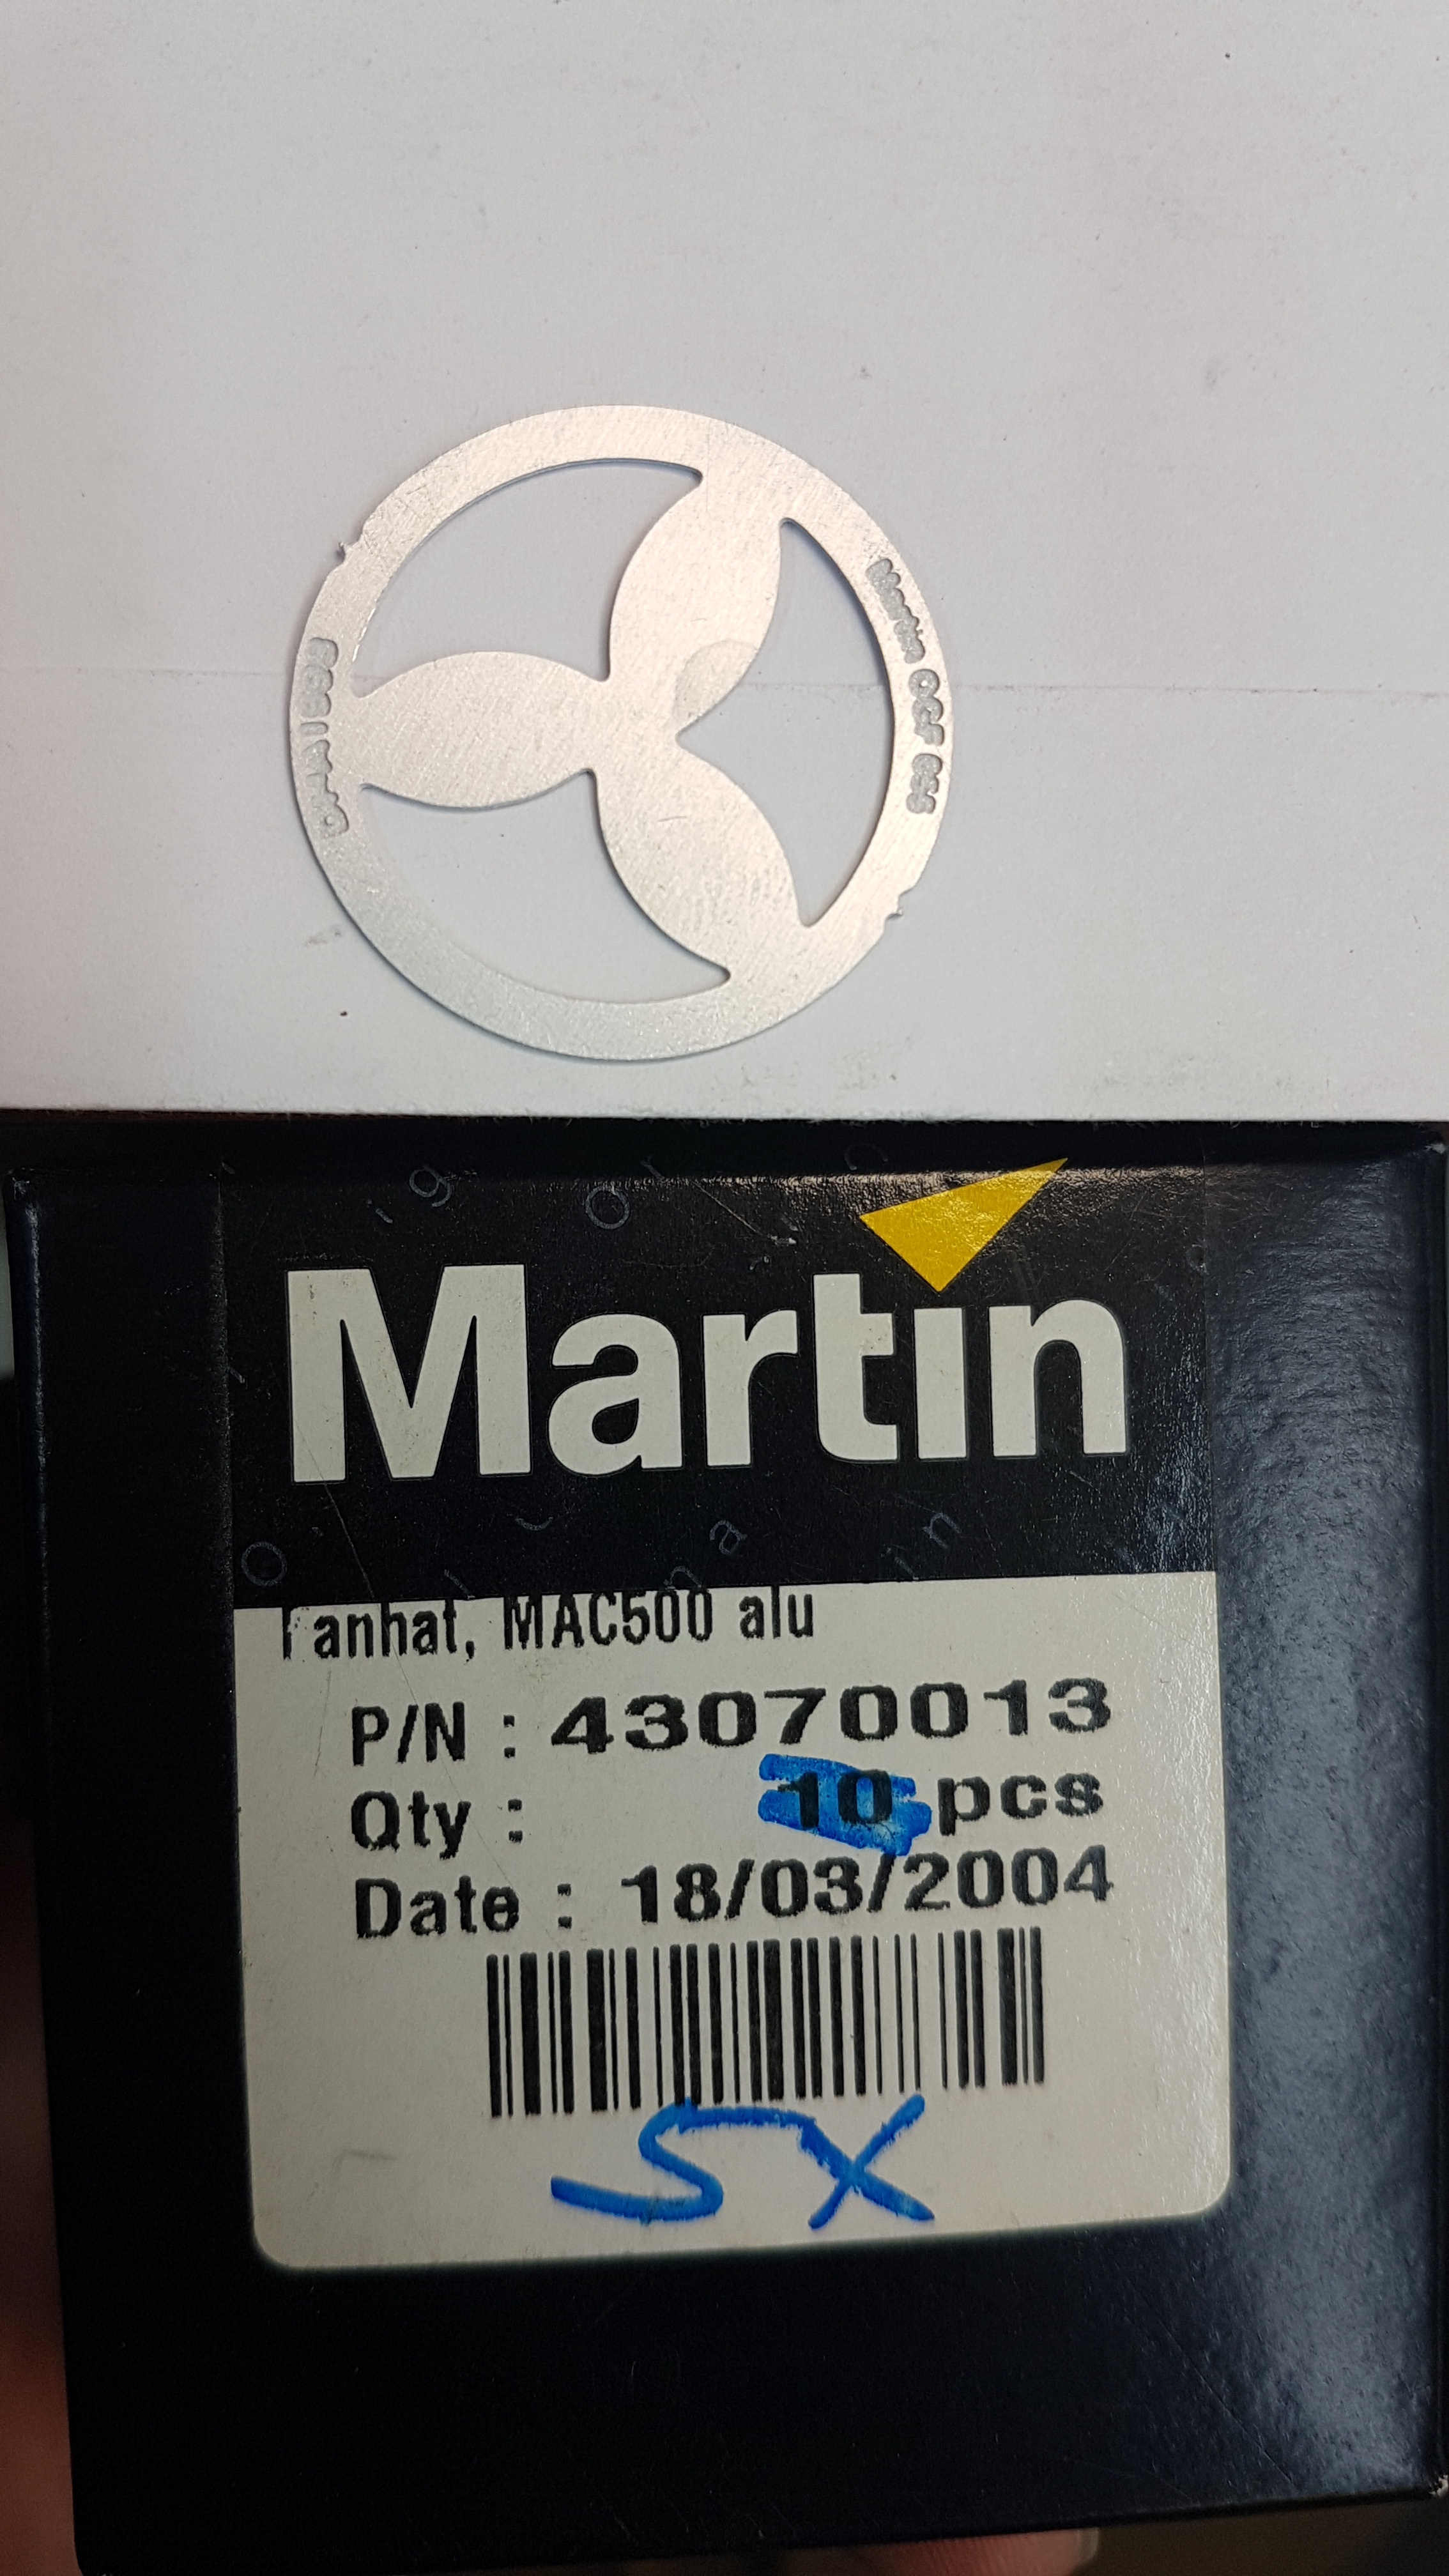 Martin
Fanhat, MAC500 alu
P/N : 43070013
Qty : 10 pcs
Date : 18/03/2004
5X